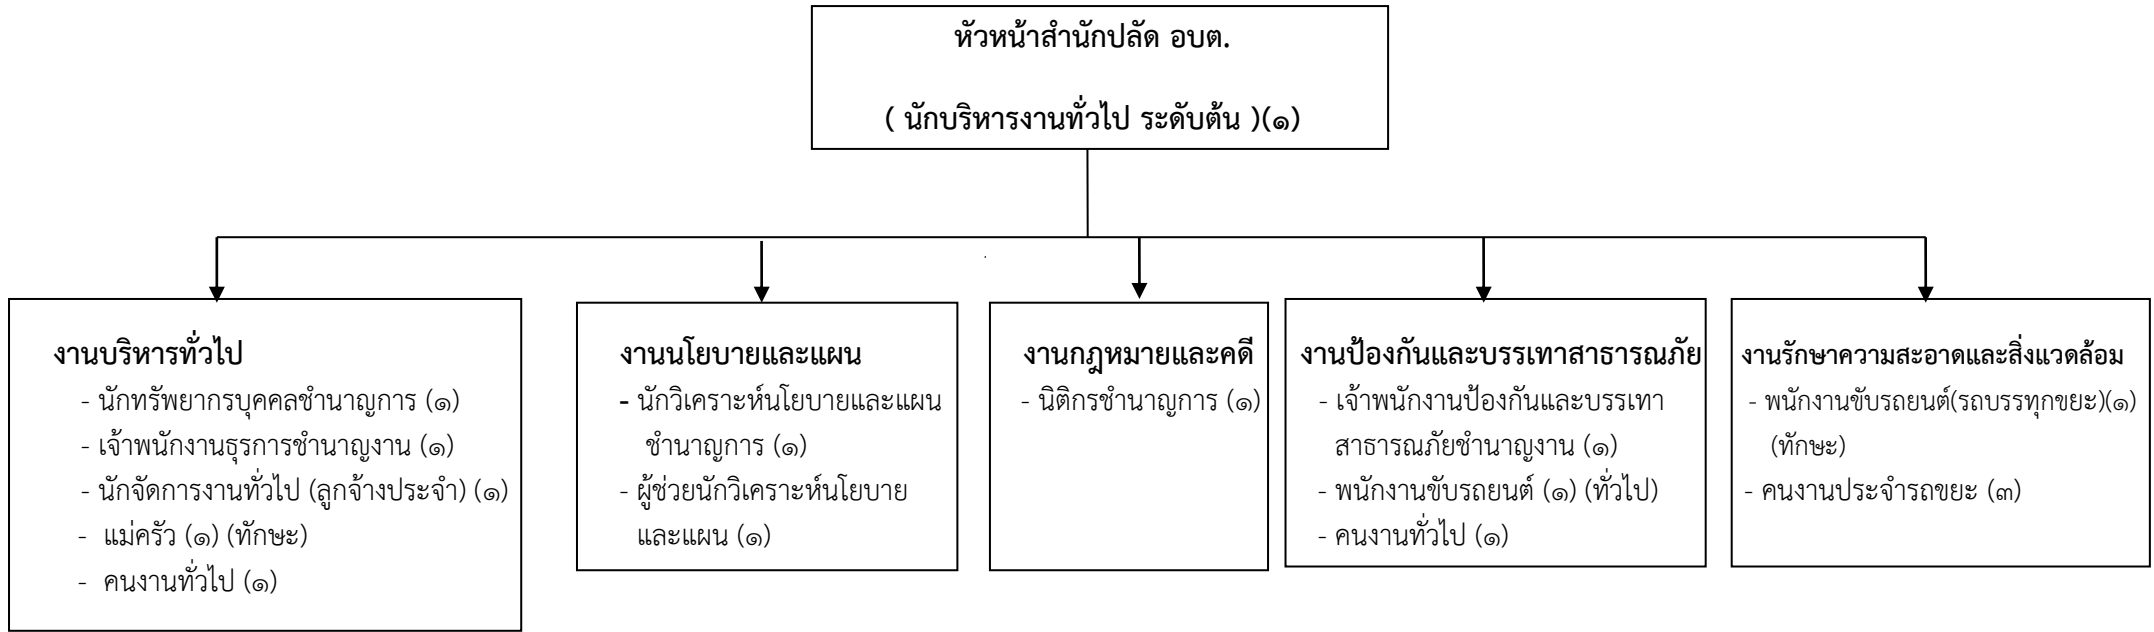 หัวหน้าสำนักปลัด อบต.
( นักบริหารงานทั่วไป ระดับต้น )(๑)
งานบริหารทั่วไป
- นักทรัพยากรบุคคลชำนาญการ (๑)
- เจ้าพนักงานธุรการชำนาญงาน (๑)
- นักจัดการงานทั่วไป (ลูกจ้างประจำ) (๑)
- แม่ครัว (๑) (ทักษะ)
- คนงานทั่วไป (๑)
งานนโยบายและแผน
- นักวิเคราะห์นโยบายและแผน
ชำนาญการ (๑)
- ผู้ช่วยนักวิเคราะห์นโยบาย
และแผน (๑)
งานกฎหมายและคดี
- นิติกรชำนาญการ (๑)
งานป้องกันและบรรเทาสาธารณภัย
- เจ้าพนักงานป้องกันและบรรเทา
สาธารณภัยชำนาญงาน (๑)
- พนักงานขับรถยนต์ (๑) (ทั่วไป)
- คนงานทั่วไป (๑)
งานรักษาความสะอาดและสิ่งแวดล้อม
- พนักงานขับรถยนต์(รถบรรทุกขยะ)(๑)
(ทักษะ)
- คนงานประจำรถขยะ (๓)